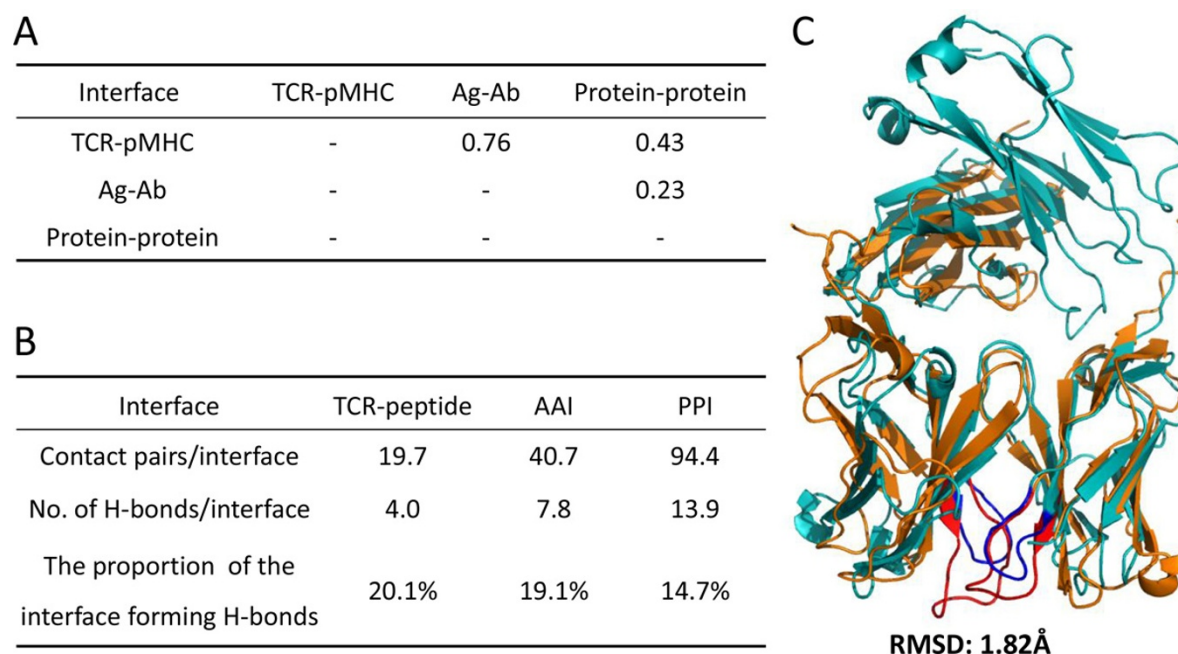 A
Interface TCR-pMHC Ag-Ab Protein-protein
TCR-pMHC - 0.76 0.43
Ag-Ab - - 0.23
Protein-protein - - -
B
Interface TCR-peptide AAI PPI
Contact pairs/interface 19.7 40.7 94.4
No. of H-bonds/interface 4.0 7.8 13.9
The proportion of the
interface forming H-bonds 20.1% 19.1% 14.7%
C
RMSD: 1.82Å